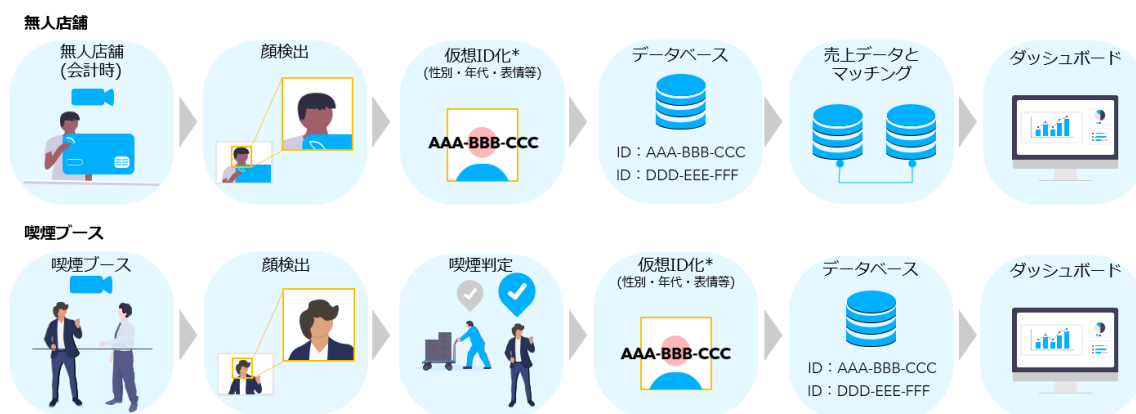 無人店舗
無人店舗
(会計時)
顔検出
仮想ID化*
(性別・年代・表情等)
AAA-BBB-CCC
データベース
ID：AAA-BBB-CCC
ID：DDD-EEE-FFF
売上データと
マッチング
ダッシュボード
喫煙ブース
喫煙ブース
顔検出
喫煙判定
仮想ID化*
(性別・年代・表情等)
AAA-BBB-CCC
データベース
ID：AAA-BBB-CCC
ID：DDD-EEE-FFF
ダッシュボード